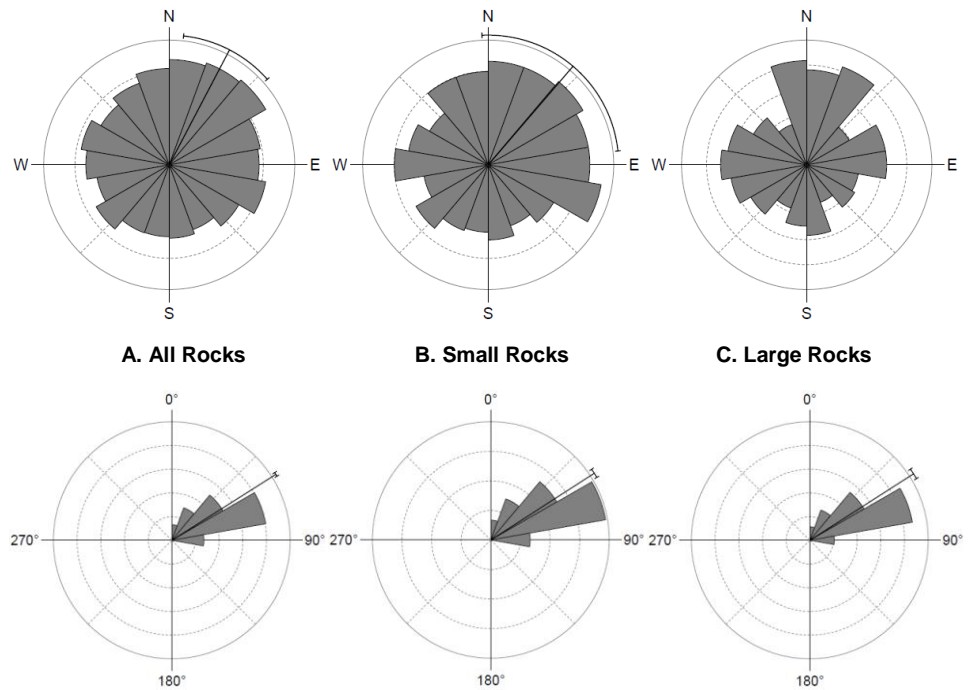 N N N
W E W E W E
S S S
A. All Rocks B. Small Rocks C. Large Rocks
0° 0° 0°
270° 90° 270° 90° 270° 90°
180° 180° 180°